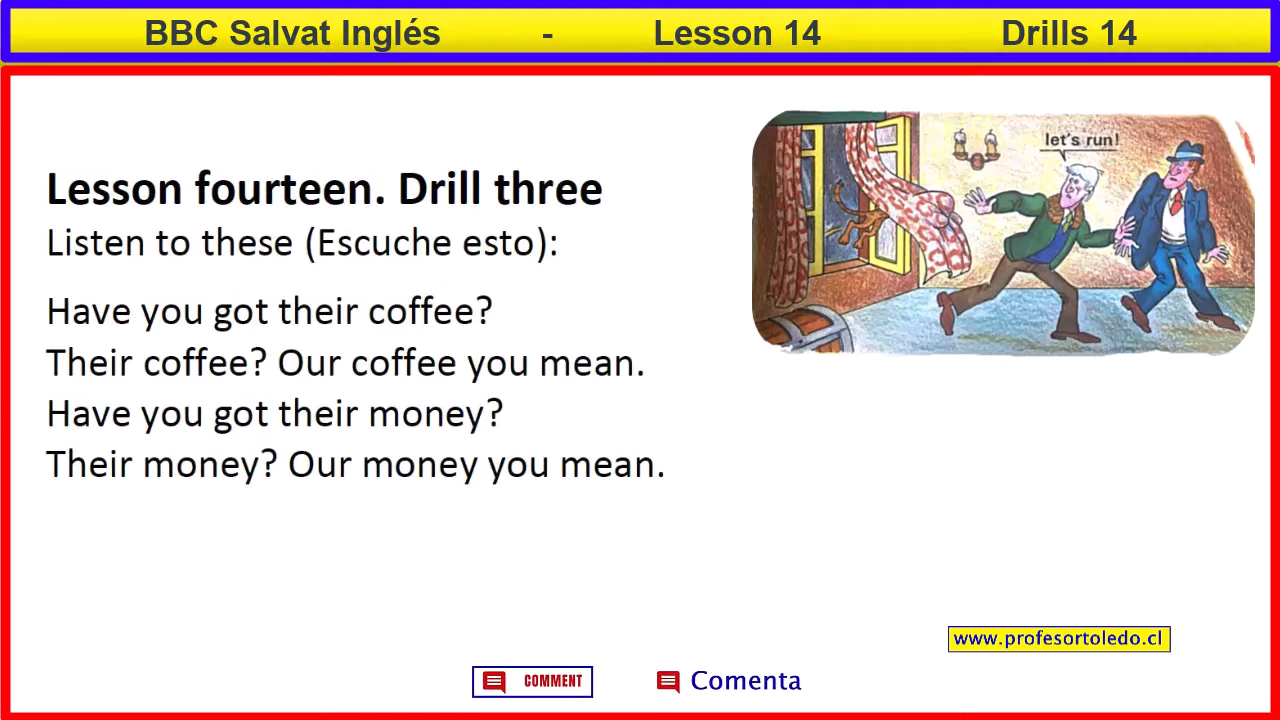 BBC Salvat Inglés - Lesson 14 Drills 14
let's run!
Lesson fourteen. Drill three
Listen to these (Escuche esto):
Have you got their coffee?
Their coffee? Our coffee you mean.
Have you got their money?
Their money? Our money you mean.
www.profesortoledo.cl
COMMENT Comenta